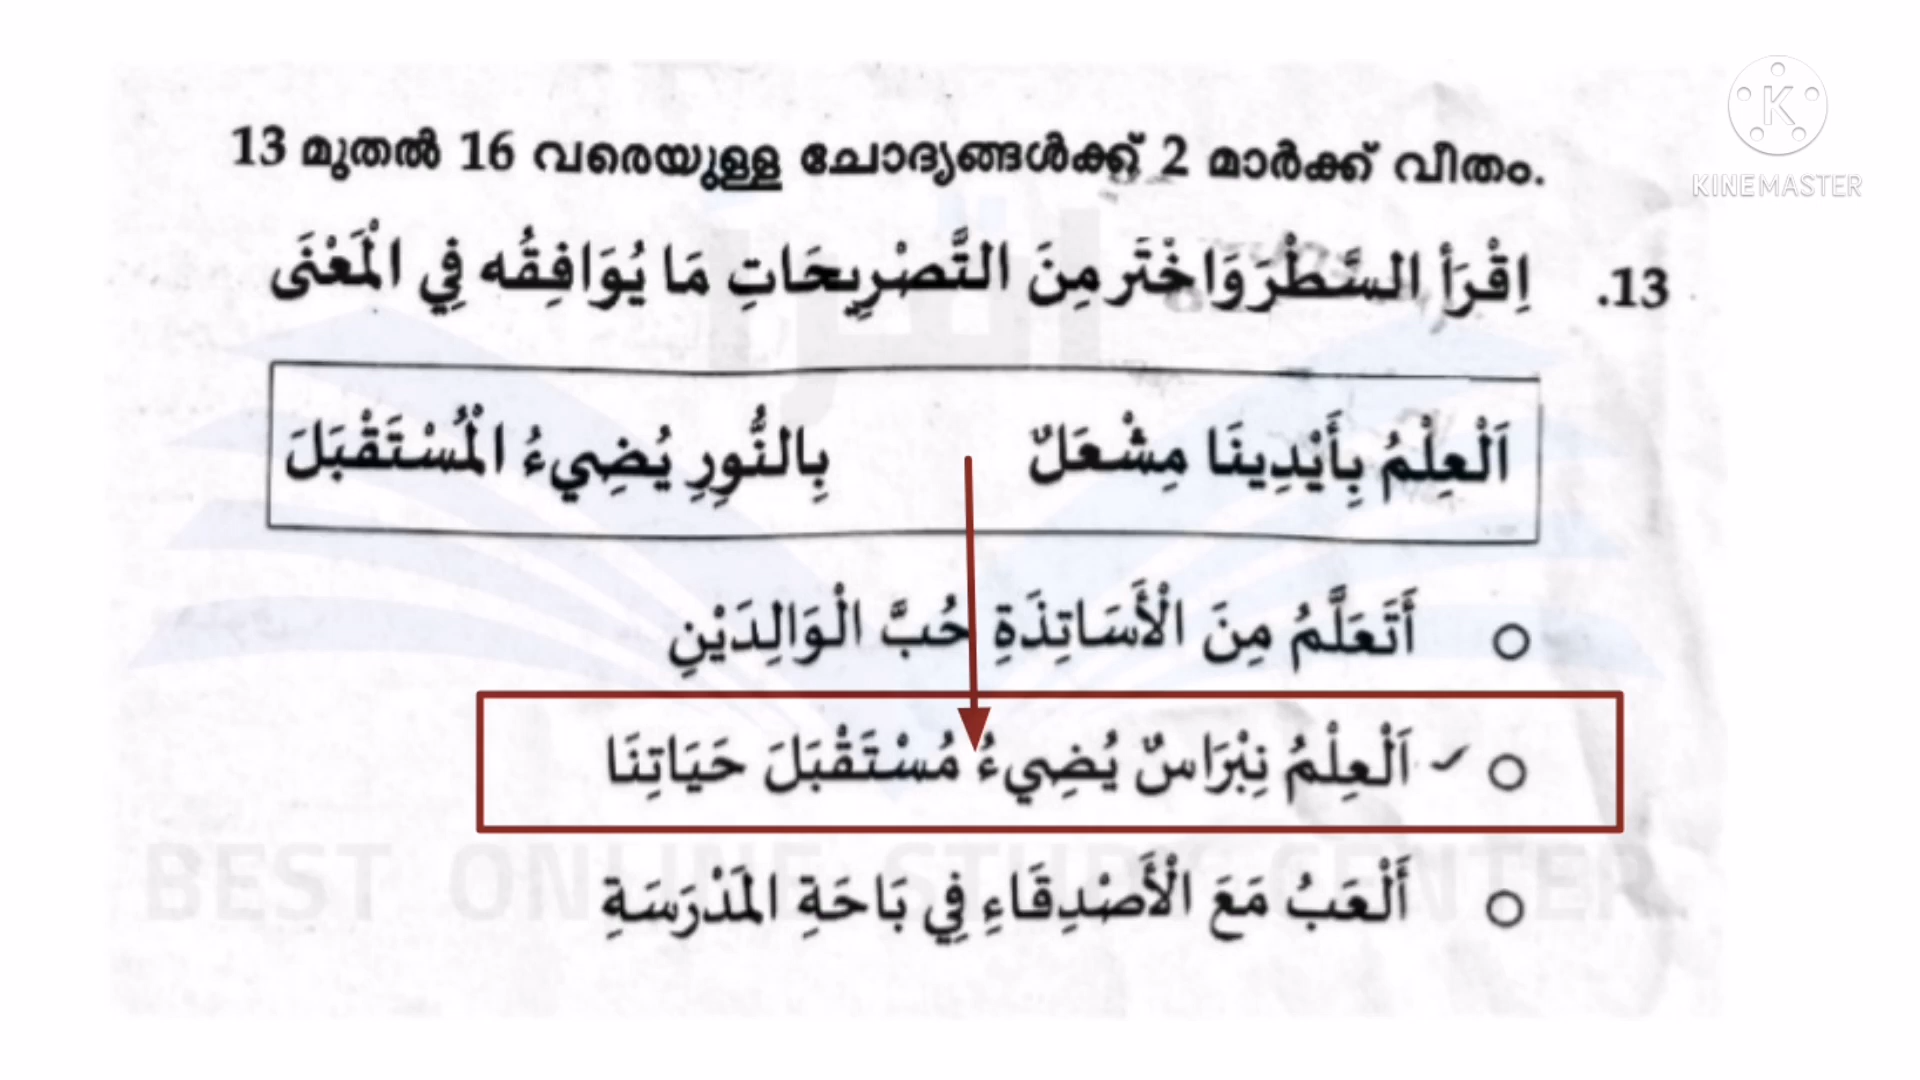 KINEMASTER
13 മുതൽ 16 വരെയുള്ള ചോദ്യങ്ങൾക്ക് 2 മാർക്ക് വീതം.
13. اِقْرَأ السَّطْرَ وَاخْتَر مِنَ التَّصْرِيحَاتِ مَا يُوَافِقُه فِي الْمَعْنَى
اَلْعِلْمُ بِأَيْدِينَا مِشْعَلٌ بِالنُّورِ يُضِيءُ الْمُسْتَقْبَلَ
أَتَعَلَّمُ مِنَ الْأَسَاتِذَةِ حُبَّ الْوَالِدَيْنِ
اَلْعِلْمُ نِبْرَاسٌ يُضِيءُ مُسْتَقْبَلَ حَيَاتِنَا
أَلْعَبُ مَعَ الْأَصْدِقَاءِ فِي بَاحَةِ الْمَدْرَسَةِ
BEST ONLINE STUDY CENTER